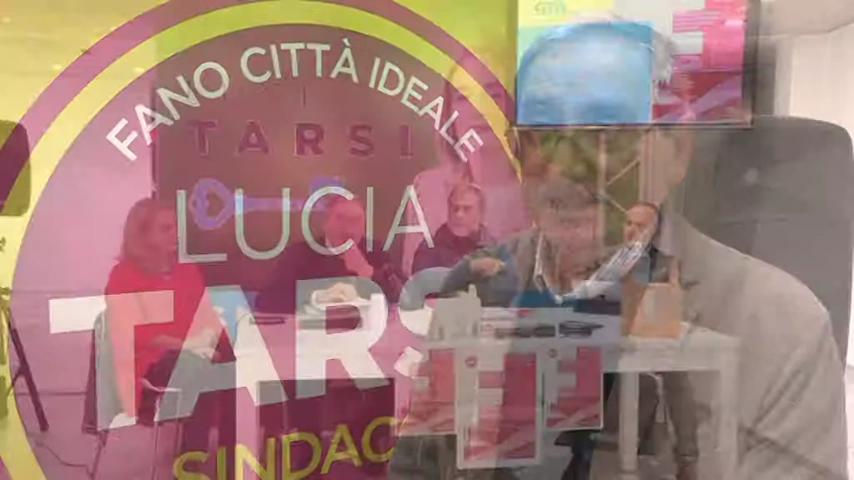 FANO CITTÀ IDEALE
TARSI
LUCIA
TARS
SINDAC